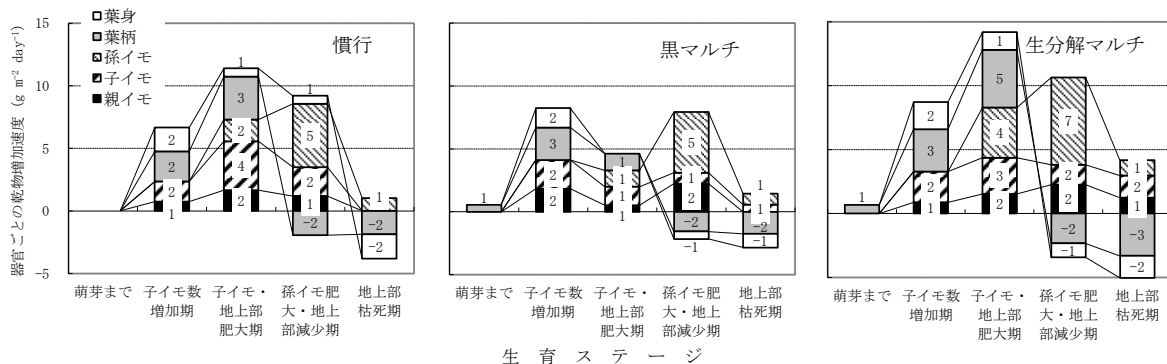 器官ごとの乾物増加速度 (g m⁻² day⁻¹)
15
10
5
0
−5
葉身
葉柄
孫イモ
子イモ
親イモ
慣行
2
2
2
1
1
3
2
4
2
1
5
2
1
−2
1
−2
−2
萌芽まで
子イモ数
増加期
子イモ・
地上部
肥大期
孫イモ肥
大・地上
部減少期
地上部
枯死期
黒マルチ
1
2
3
2
2
1
1
1
1
5
1
2
−2
−1
1
1
−2
−1
萌芽まで
子イモ数
増加期
子イモ・
地上部
肥大期
孫イモ肥
大・地上
部減少期
地上部
枯死期
生分解マルチ
1
2
3
2
1
1
5
4
3
2
7
2
2
−2
−1
1
2
1
−3
−2
萌芽まで
子イモ数
増加期
子イモ・
地上部
肥大期
孫イモ肥
大・地上
部減少期
地上部
枯死期
生 育 ス テ ー ジ